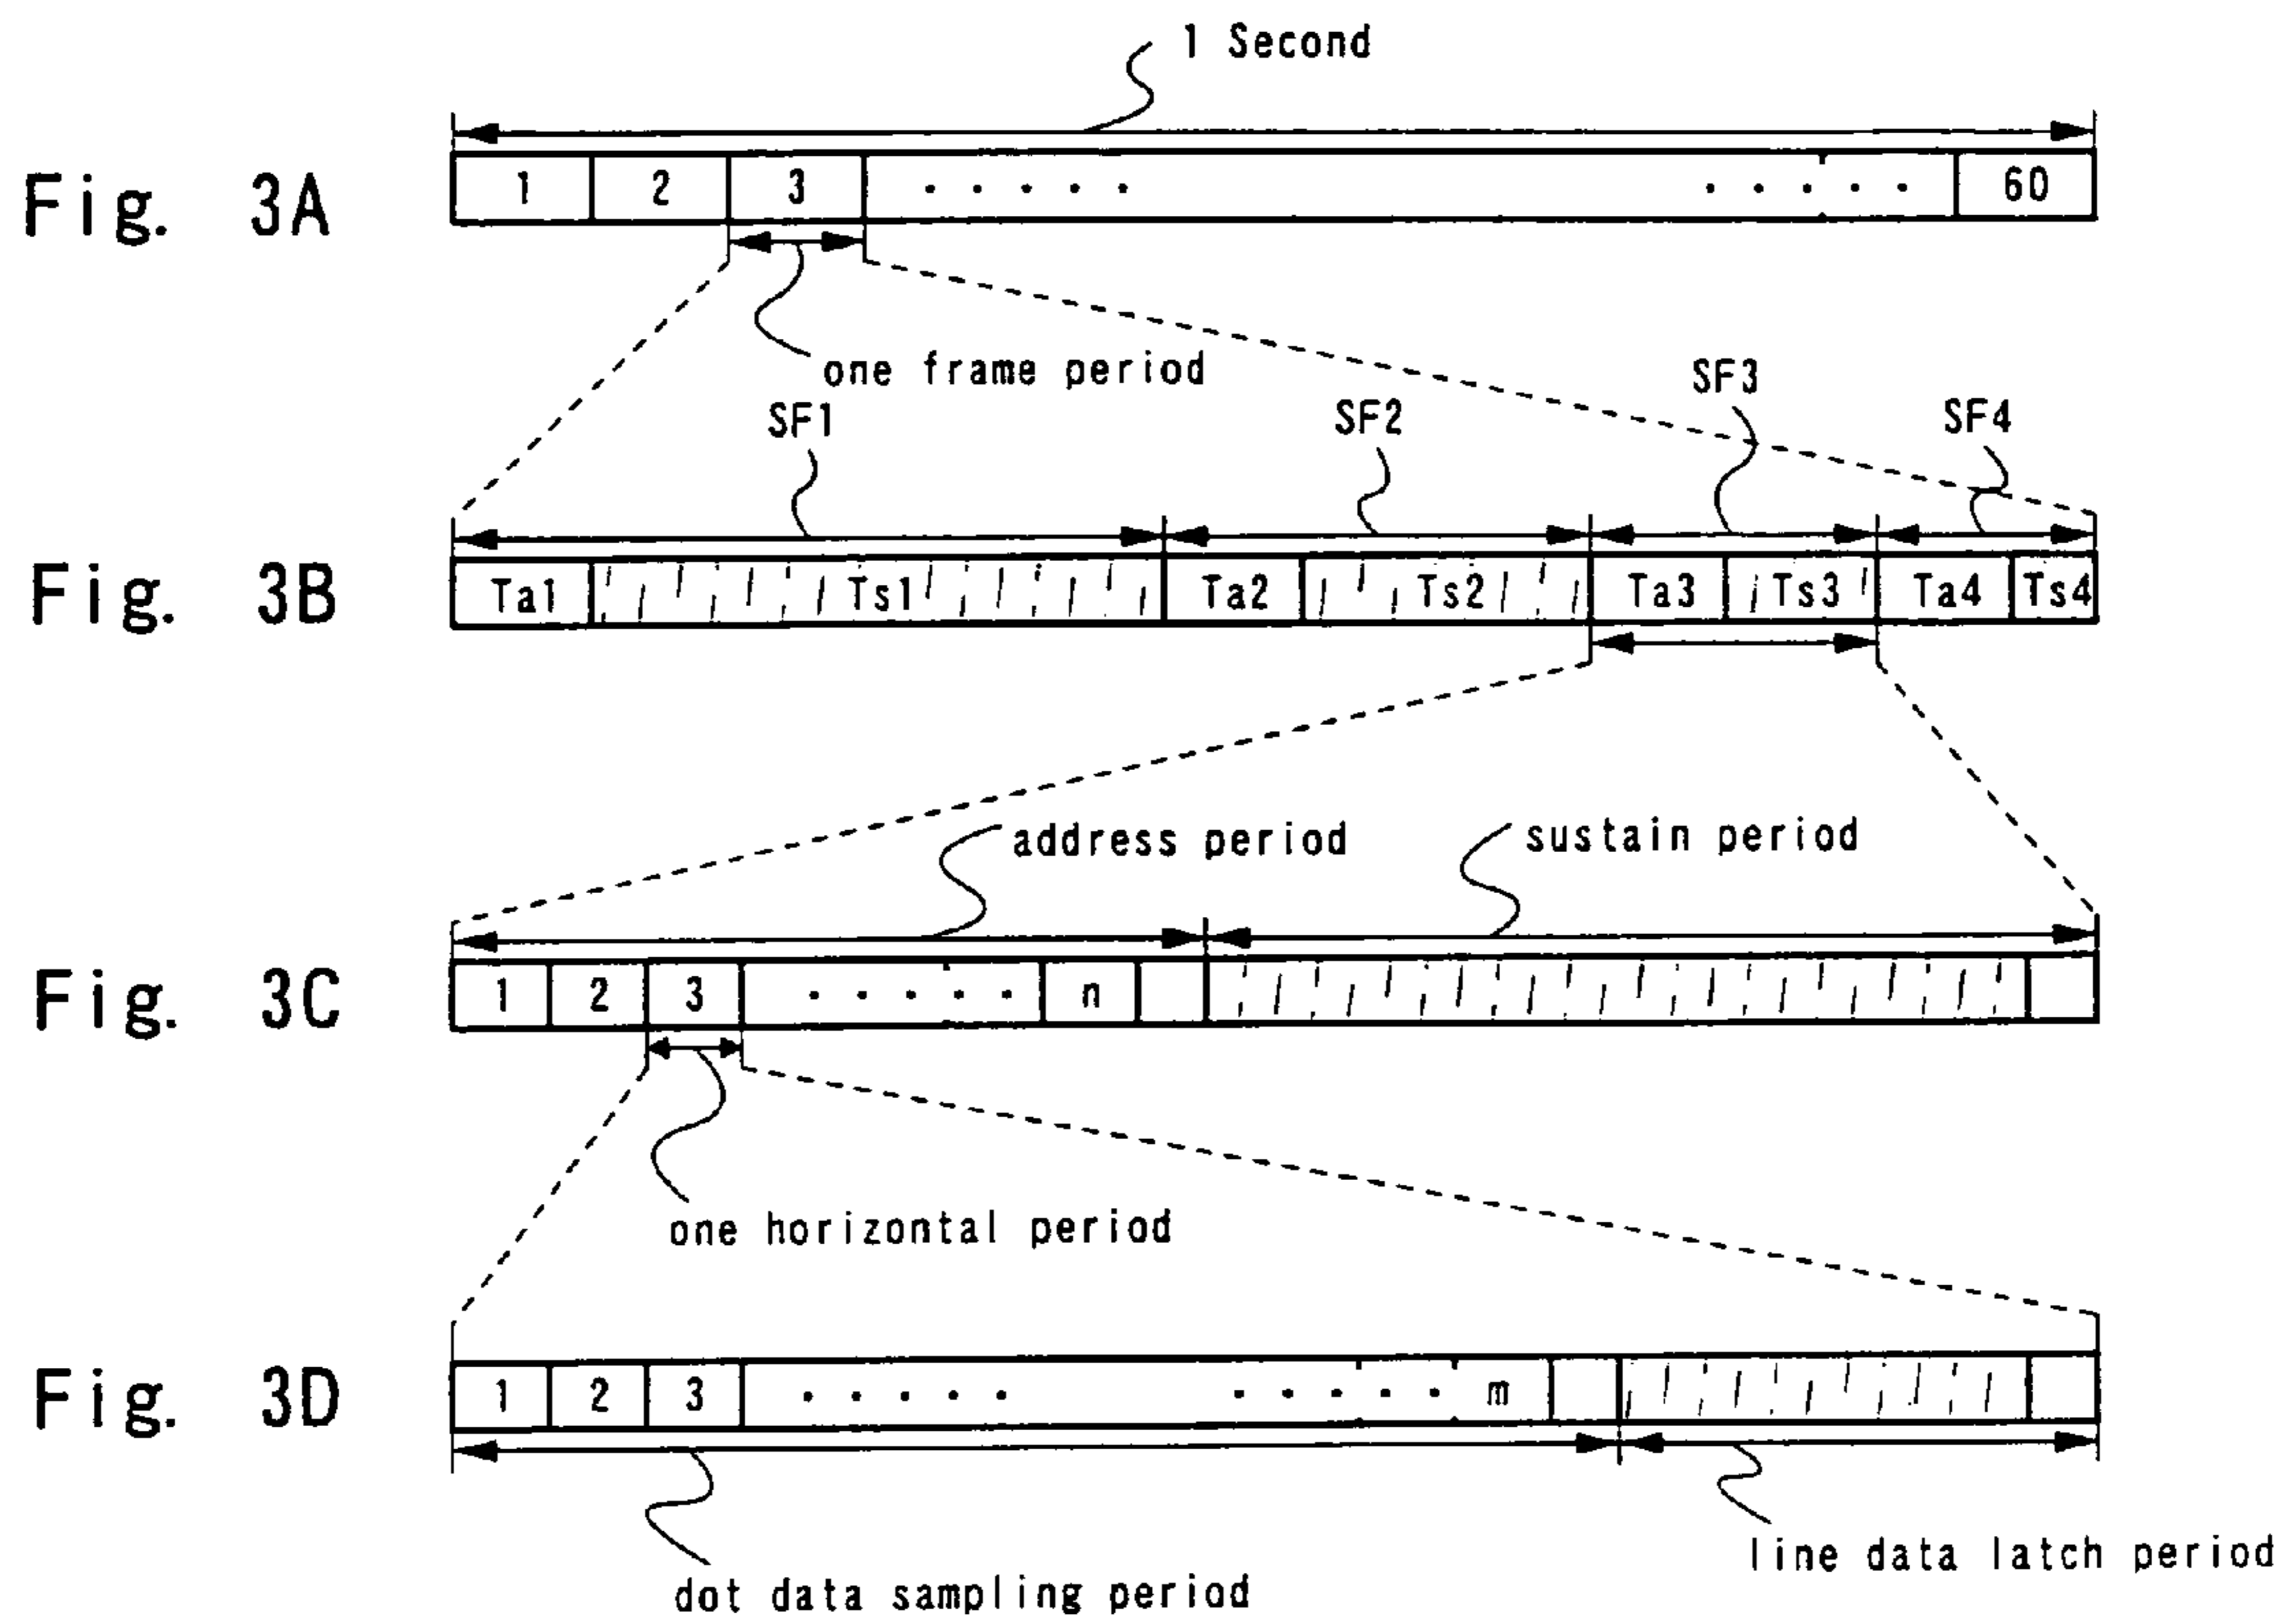 1 Second
Fig. 3A
1 2 3 ..... ..... 60
one frame period
SF1 SF2 SF3 SF4
Fig. 3B
Ta1 Ts1 Ta2 Ts2 Ta3 Ts3 Ta4 Ts4
address period sustain period
Fig. 3C
1 2 3 ..... n
one horizontal period
Fig. 3D
1 2 3 ..... ..... m
line data latch period
dot data sampling period